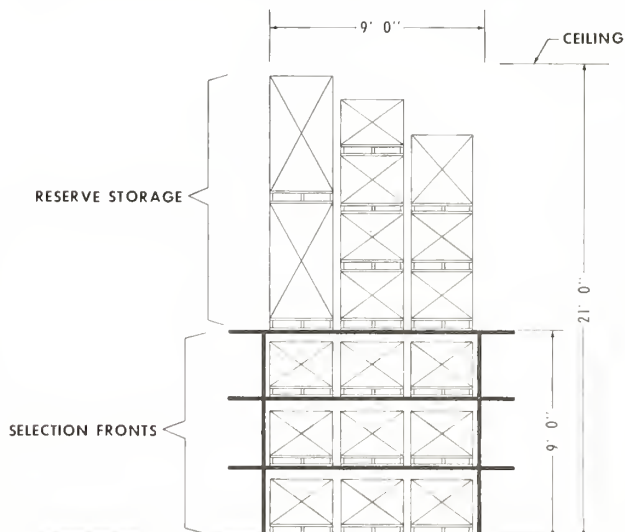 9' 0"
CEILING
RESERVE STORAGE
21' 0"
SELECTION FRONTS
9' 0"